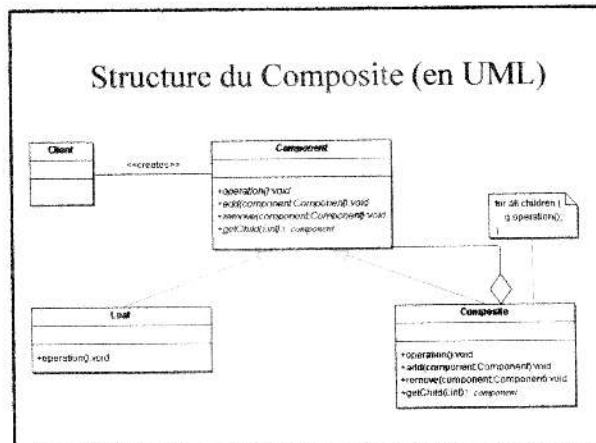 Structure du Composite (en UML)
Client
<<creates>>
Component
+operation():void
+add(component:Component):void
+remove(component:Component):void
+getChild(i:int): component
for all children {
g.operation();
}
Leaf
+operation():void
Composite
+operation():void
+add(component:Component):void
+remove(component:Component):void
+getChild(i:int): component